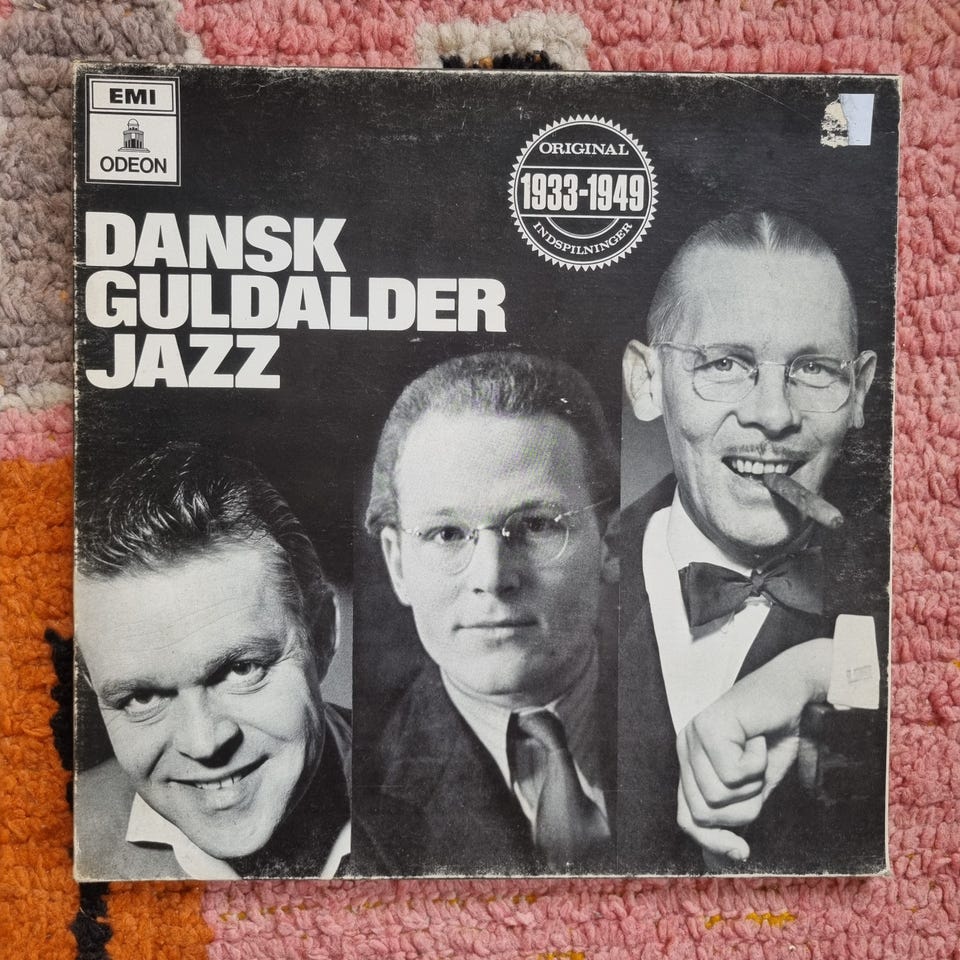 EMI
ODEON
ORIGINAL
1933-1949
INDSPILNINGER
DANSK
GULDALDER
JAZZ